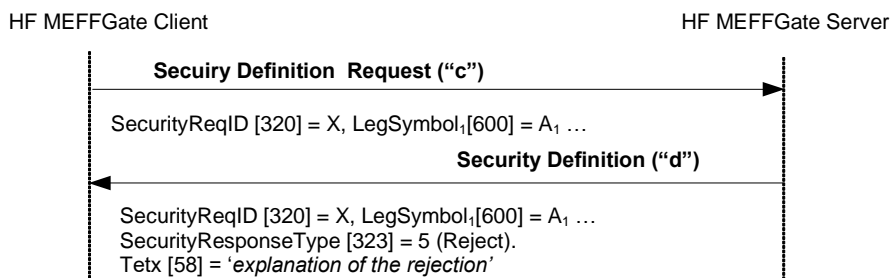 HF MEFFGate Client HF MEFFGate Server
Secuiry Definition Request (“c”)
SecurityReqID [320] = X, LegSymbol₁[600] = A₁ …
Security Definition (“d”)
SecurityReqID [320] = X, LegSymbol₁[600] = A₁ …
SecurityResponseType [323] = 5 (Reject).
Tetx [58] = ‘explanation of the rejection’